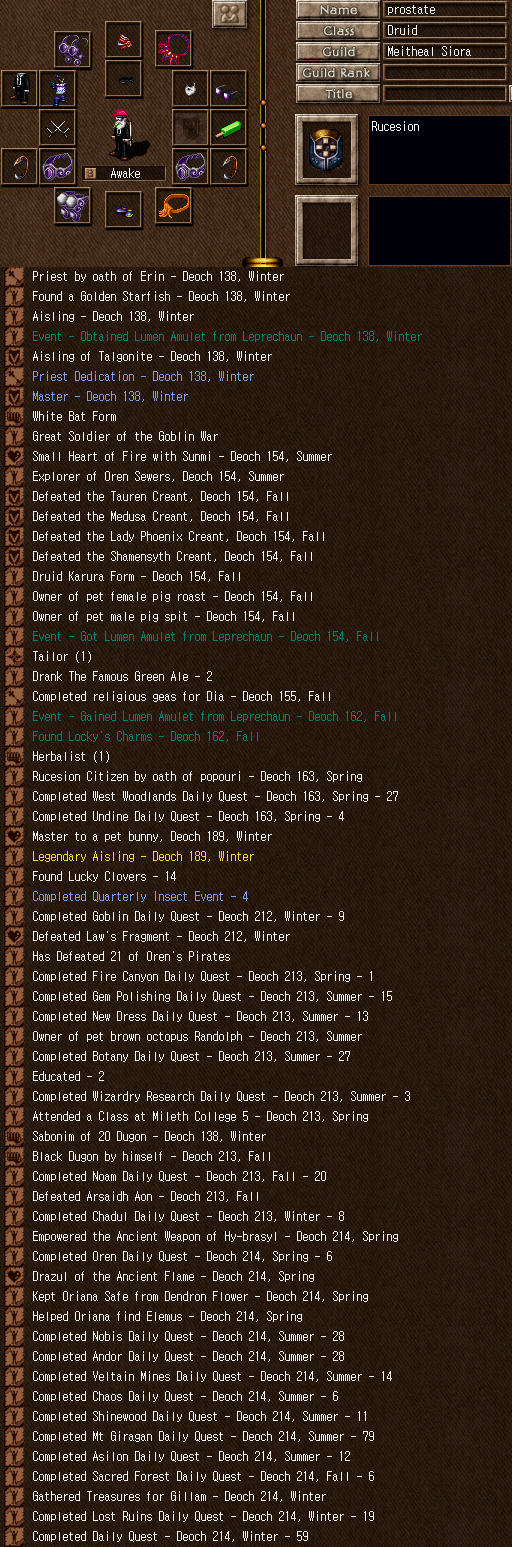 Name
prostate
Class
Druid
Guild
Meitheal Siora
Guild Rank
Title
Rucesion
Awake
Priest by oath of Erin - Deoch 138, Winter
Found a Golden Starfish - Deoch 138, Winter
Aisling - Deoch 138, Winter
Event - Obtained Lumen Amulet from Leprechaun - Deoch 138, Winter
Aisling of Talgonite - Deoch 138, Winter
Priest Dedication - Deoch 138, Winter
Master - Deoch 138, Winter
White Bat Form
Great Soldier of the Goblin War
Small Heart of Fire with Sunmi - Deoch 154, Summer
Explorer of Oren Sewers, Deoch 154, Summer
Defeated the Tauren Creant, Deoch 154, Fall
Defeated the Medusa Creant, Deoch 154, Fall
Defeated the Lady Phoenix Creant, Deoch 154, Fall
Defeated the Shamensyth Creant, Deoch 154, Fall
Druid Karura Form - Deoch 154, Fall
Owner of pet female pig roast - Deoch 154, Fall
Owner of pet male pig spit - Deoch 154, Fall
Event - Got Lumen Amulet from Leprechaun - Deoch 154, Fall
Tailor (1)
Drank The Famous Green Ale - 2
Completed religious geas for Dia - Deoch 155, Fall
Event - Gained Lumen Amulet from Leprechaun - Deoch 162, Fall
Found Locky's Charms - Deoch 162, Fall
Herbalist (1)
Rucesion Citizen by oath of popouri - Deoch 163, Spring
Completed West Woodlands Daily Quest - Deoch 163, Spring - 27
Completed Undine Daily Quest - Deoch 163, Spring - 4
Master to a pet bunny, Deoch 189, Winter
Legendary Aisling - Deoch 189, Winter
Found Lucky Clovers - 14
Completed Quarterly Insect Event - 4
Completed Goblin Daily Quest - Deoch 212, Winter - 9
Defeated Law's Fragment - Deoch 212, Winter
Has Defeated 21 of Oren's Pirates
Completed Fire Canyon Daily Quest - Deoch 213, Spring - 1
Completed Gem Polishing Daily Quest - Deoch 213, Summer - 15
Completed New Dress Daily Quest - Deoch 213, Summer - 13
Owner of pet brown octopus Randolph - Deoch 213, Summer
Completed Botany Daily Quest - Deoch 213, Summer - 27
Educated - 2
Completed Wizardry Research Daily Quest - Deoch 213, Summer - 3
Attended a Class at Mileth College 5 - Deoch 213, Spring
Sabonim of 20 Dugon - Deoch 138, Winter
Black Dugon by himself - Deoch 213, Fall
Completed Noam Daily Quest - Deoch 213, Fall - 20
Defeated Arsaidh Aon - Deoch 213, Fall
Completed Chadul Daily Quest - Deoch 213, Winter - 8
Empowered the Ancient Weapon of Hy-brasyl - Deoch 214, Spring
Completed Oren Daily Quest - Deoch 214, Spring - 6
Drazul of the Ancient Flame - Deoch 214, Spring
Kept Oriana Safe from Dendron Flower - Deoch 214, Spring
Helped Oriana find Elemus - Deoch 214, Spring
Completed Nobis Daily Quest - Deoch 214, Summer - 28
Completed Andor Daily Quest - Deoch 214, Summer - 28
Completed Veltain Mines Daily Quest - Deoch 214, Summer - 14
Completed Chaos Daily Quest - Deoch 214, Summer - 6
Completed Shinewood Daily Quest - Deoch 214, Summer - 11
Completed Mt Giragan Daily Quest - Deoch 214, Summer - 79
Completed Asilon Daily Quest - Deoch 214, Summer - 12
Completed Sacred Forest Daily Quest - Deoch 214, Fall - 6
Gathered Treasures for Gillam - Deoch 214, Winter
Completed Lost Ruins Daily Quest - Deoch 214, Winter - 19
Completed Daily Quest - Deoch 214, Winter - 59